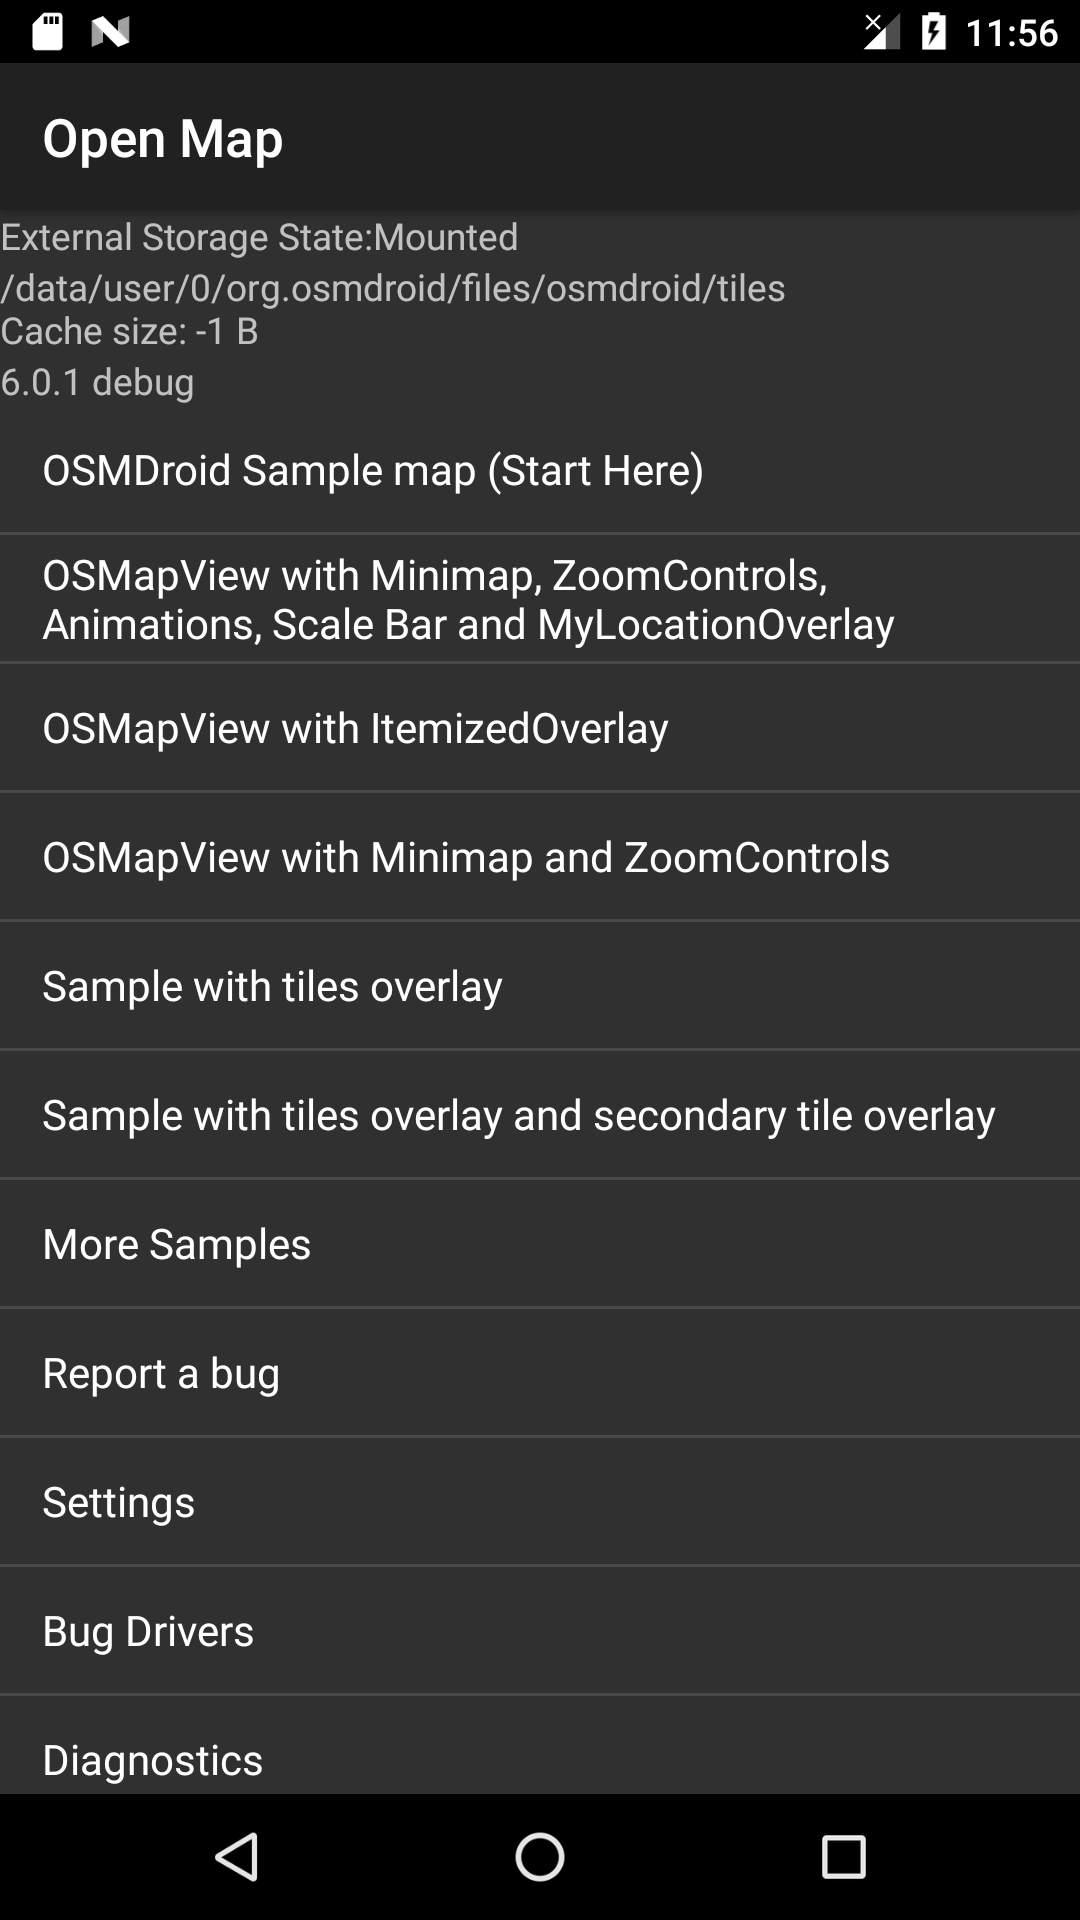 11:56
Open Map
External Storage State:Mounted
/data/user/0/org.osmdroid/files/osmdroid/tiles
Cache size: -1 B
6.0.1 debug
OSMDroid Sample map (Start Here)
OSMapView with Minimap, ZoomControls,
Animations, Scale Bar and MyLocationOverlay
OSMapView with ItemizedOverlay
OSMapView with Minimap and ZoomControls
Sample with tiles overlay
Sample with tiles overlay and secondary tile overlay
More Samples
Report a bug
Settings
Bug Drivers
Diagnostics